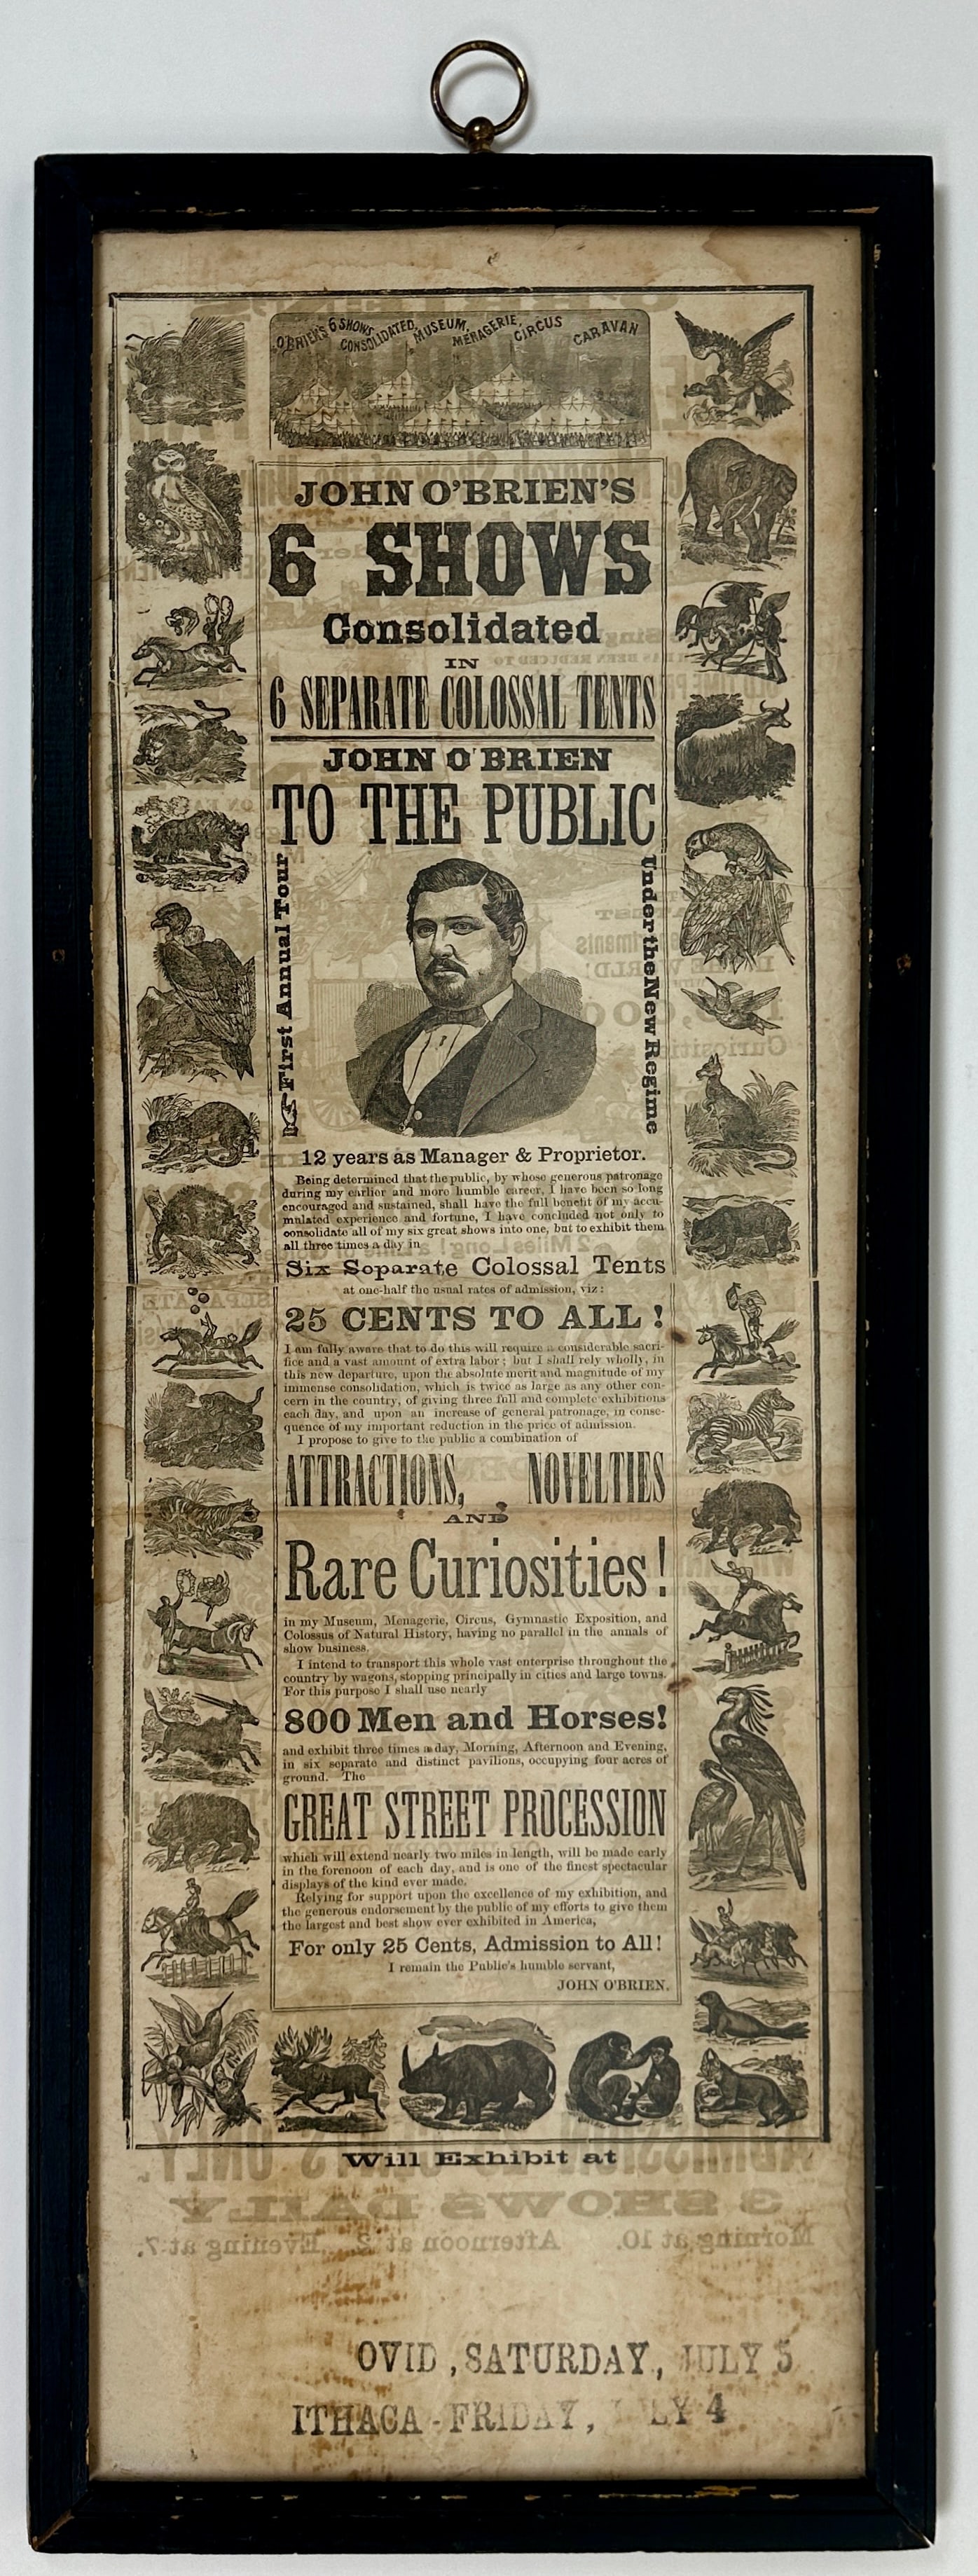 O'BRIEN'S 6 SHOWS CONSOLIDATED, MUSEUM, MENAGERIE, CIRCUS CARAVAN
JOHN O'BRIEN'S
6 SHOWS
Consolidated
IN
6 SEPARATE COLOSSAL TENTS
JOHN O'BRIEN
TO THE PUBLIC
First Annual Tour
Under the New Regime
12 years as Manager & Proprietor.
Being determined that the public, by whose generous patronage
during my earlier and more humble career, I have been so long
encouraged and sustained, shall have the full benefit of my accu-
mulated experience and fortune, I have concluded not only to
consolidate all of my six great shows into one, but to exhibit them
all three times a day in
Six Separate Colossal Tents
at one-half the usual rates of admission, viz:
25 CENTS TO ALL!
I am fully aware that to do this will require a considerable sacri-
fice and a vast amount of extra labor; but I shall rely wholly, in
this new departure, upon the absolute merit and magnitude of my
immense consolidation, which is twice as large as any other con-
cern in the country, of giving three full and complete exhibitions
each day, and upon an increase of general patronage, in conse-
quence of my important reduction in the price of admission.
I propose to give to the public a combination of
ATTRACTIONS, NOVELTIES
AND
Rare Curiosities!
in my Museum, Menagerie, Circus, Gymnastic Exposition, and
Colossus of Natural History, having no parallel in the annals of
show business.
I intend to transport this whole vast enterprise throughout the
country by wagons, stopping principally in cities and large towns.
For this purpose I shall use nearly
800 Men and Horses!
and exhibit three times a day, Morning, Afternoon and Evening,
in six separate and distinct pavilions, occupying four acres of
ground. The
GREAT STREET PROCESSION
which will extend nearly two miles in length, will be made early
in the forenoon of each day, and is one of the finest spectacular
displays of the kind ever made.
Relying for support upon the excellence of my exhibition, and
the generous endorsement by the public of my efforts to give them
the largest and best show ever exhibited in America,
For only 25 Cents, Admission to All!
I remain the Public's humble servant,
JOHN O'BRIEN.
Will Exhibit at
3 SHOWS DAILY
Morning at 10. Afternoon at 2. Evening at 7.
OVID, SATURDAY, JULY 5
ITHACA - FRIDAY, LY 4